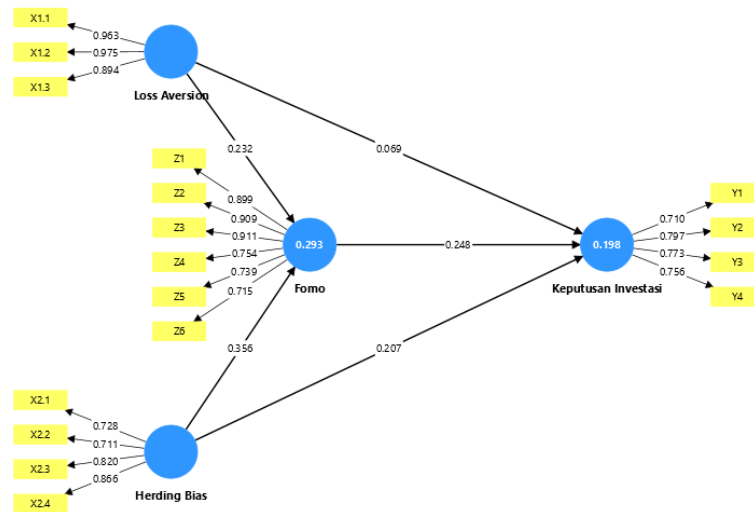 X1.1
0.963
X1.2
0.975
X1.3
0.894
Loss Aversion
0.232
0.069
Z1
0.899
Z2
0.909
Z3
0.911
Z4
0.754
Z5
0.739
Z6
0.715
0.293
Fomo
0.248
0.198
Keputusan Investasi
Y1
0.710
Y2
0.797
Y3
0.773
Y4
0.756
0.356
0.207
X2.1
0.728
X2.2
0.711
X2.3
0.820
X2.4
0.866
Herding Bias